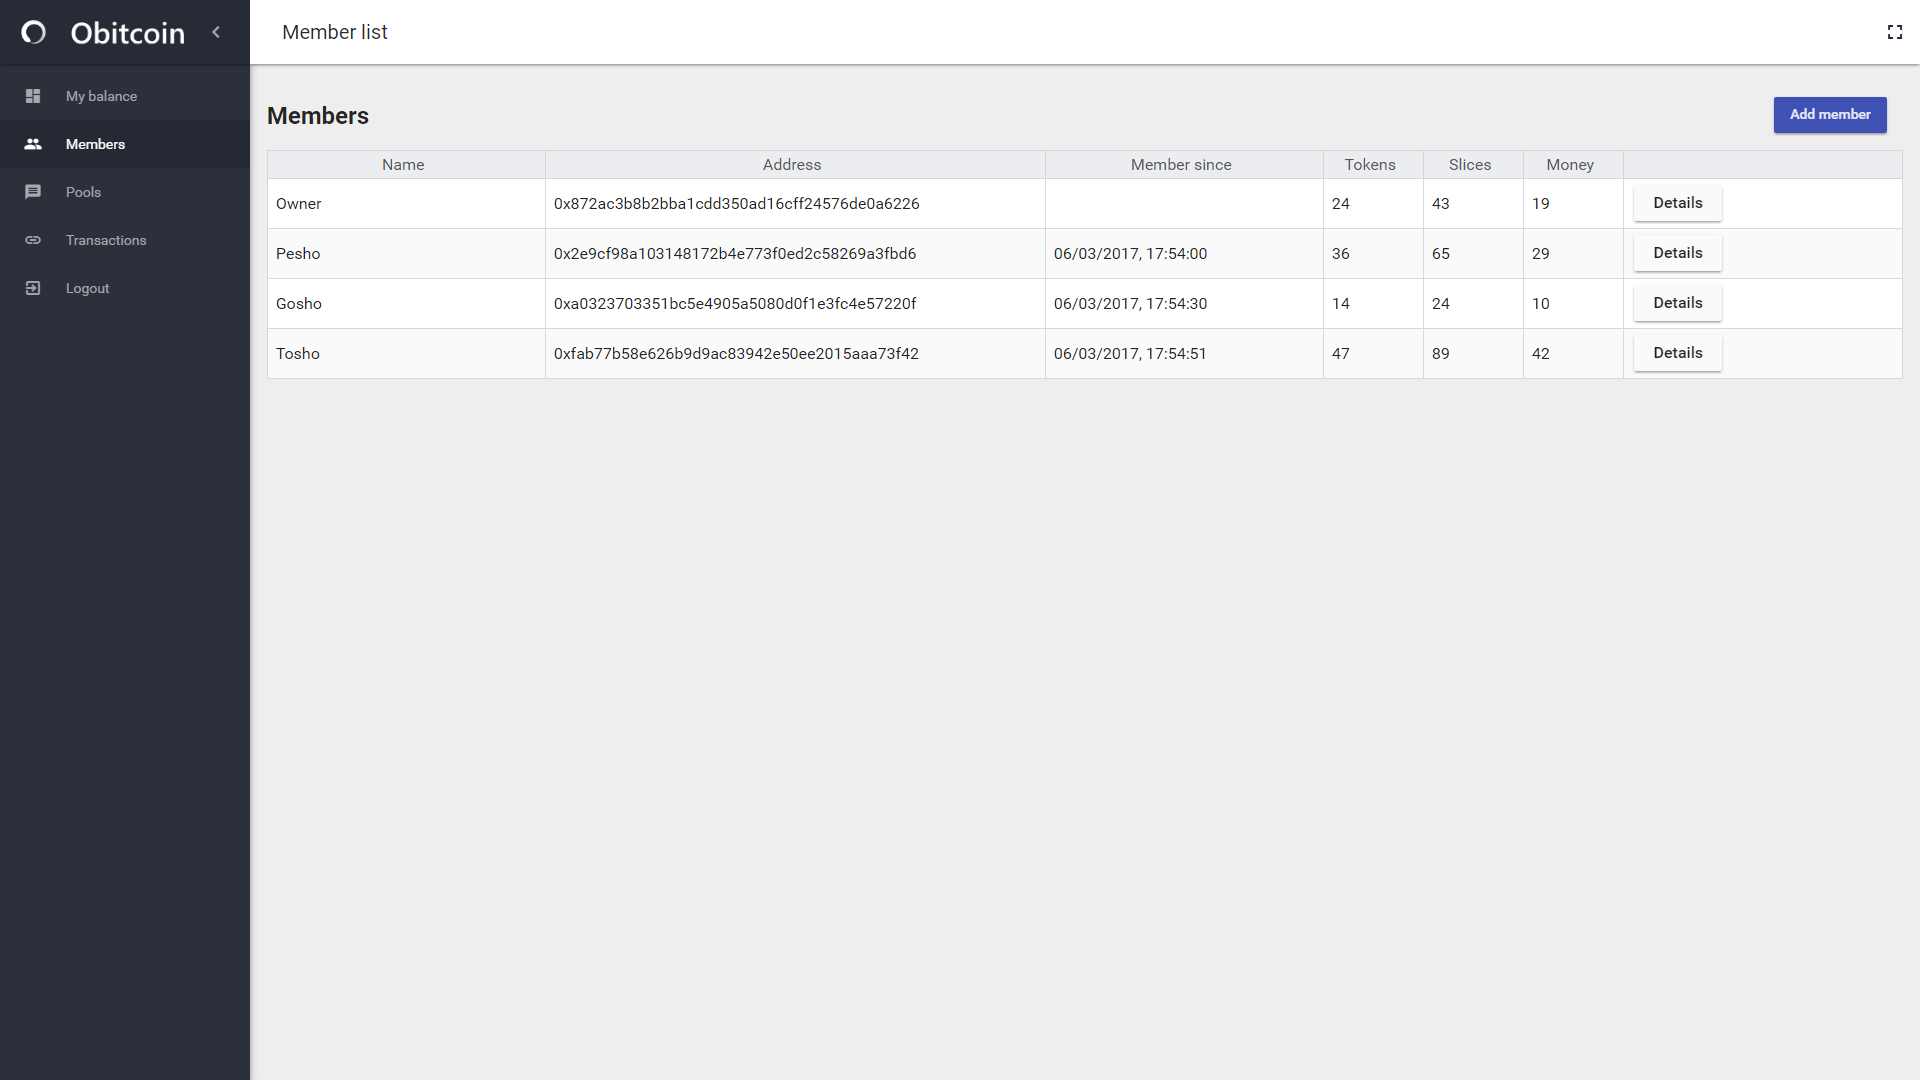 Obitcoin
Member list
My balance
Members
Pools
Transactions
Logout
Members
Add member
Name Address Member since Tokens Slices Money
Owner 0x872ac3b8b2bba1cdd350ad16cff24576de0a6226 24 43 19 Details
Pesho 0x2e9cf98a103148172b4e773f0ed2c58269a3fbd6 06/03/2017, 17:54:00 36 65 29 Details
Gosho 0xa0323703351bc5e4905a5080d0f1e3fc4e57220f 06/03/2017, 17:54:30 14 24 10 Details
Tosho 0xfab77b58e626b9d9ac83942e50ee2015aaa73f42 06/03/2017, 17:54:51 47 89 42 Details